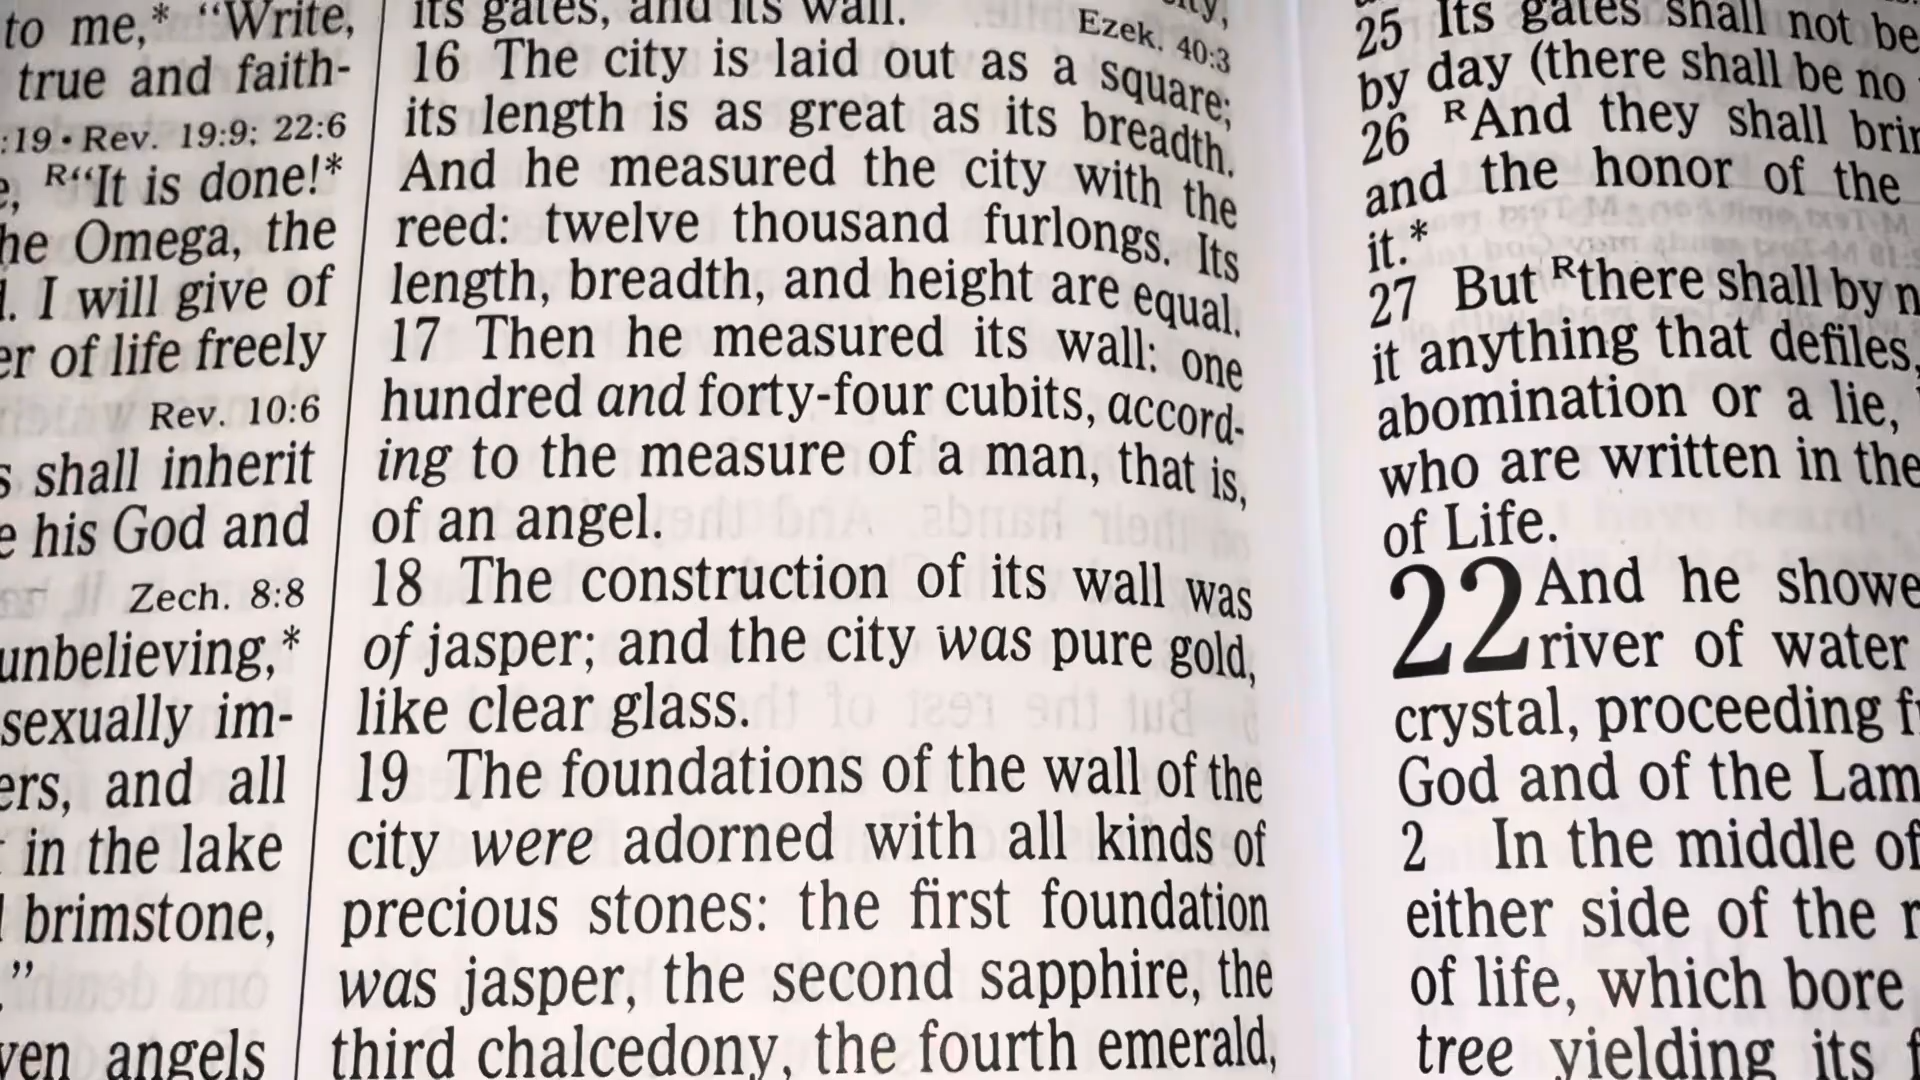 to me,* “Write,
true and faith-
:19 • Rev. 19:9; 22:6
R“It is done!*
he Omega, the
I will give of
er of life freely
Rev. 10:6
s shall inherit
e his God and
Zech. 8:8
unbelieving,*
sexually im-
ers, and all
in the lake
brimstone,
.”
ven angels
its gates, and its wall.
Ezek. 40:3
16 The city is laid out as a square;
its length is as great as its breadth.
And he measured the city with the
reed: twelve thousand furlongs. Its
length, breadth, and height are equal.
17 Then he measured its wall: one
hundred and forty-four cubits, accord-
ing to the measure of a man, that is,
of an angel.
18 The construction of its wall was
of jasper; and the city was pure gold,
like clear glass.
19 The foundations of the wall of the
city were adorned with all kinds of
precious stones: the first foundation
was jasper, the second sapphire, the
third chalcedony, the fourth emerald,
25 Its gates shall not be
by day (there shall be no
26 RAnd they shall brin
and the honor of the
it.*
27 But Rthere shall by n
it anything that defiles,
abomination or a lie,
who are written in the
of Life.
22 And he showe
river of water
crystal, proceeding f
God and of the Lam
2 In the middle of
either side of the r
of life, which bore
tree yielding its f